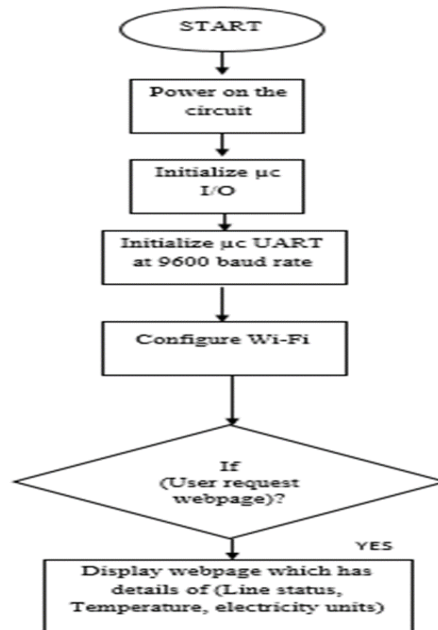 START
Power on the
circuit
Initialize µc
I/O
Initialize µc UART
at 9600 baud rate
Configure Wi-Fi
If
(User request
webpage)?
YES
Display webpage which has
details of (Line status,
Temperature, electricity units)